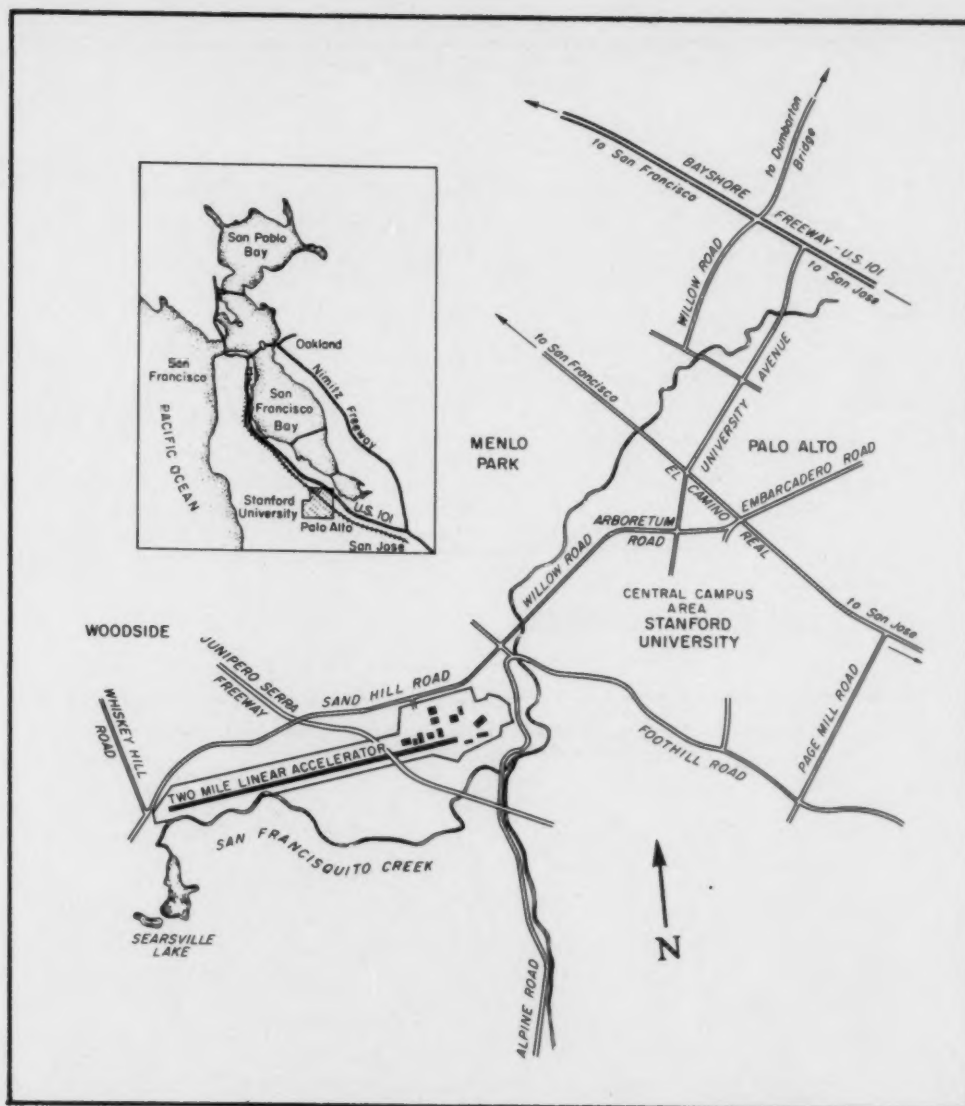 to Dumbarton
Bridge
BAYSHORE
to San Francisco
FREEWAY - U.S. 101
to San Jose
WILLOW ROAD
San Pablo
Bay
Oakland
San
Francisco
Nimitz Freeway
San
Francisco
Bay
PACIFIC OCEAN
Stanford
University
U.S. 101
Palo Alto
San Jose
to San Francisco
UNIVERSITY AVENUE
MENLO
PARK
PALO ALTO
EL CAMINO REAL
EMBARCADERO ROAD
ARBORETUM
ROAD
WILLOW ROAD
CENTRAL CAMPUS
AREA
STANFORD
UNIVERSITY
to San Jose
WOODSIDE
JUNIPERO SERRA
FREEWAY
SAND HILL ROAD
WHISKEY HILL
ROAD
TWO MILE LINEAR ACCELERATOR
FOOTHILL ROAD
PAGE MILL ROAD
SAN FRANCISQUITO CREEK
SEARSVILLE
LAKE
N
ALPINE ROAD